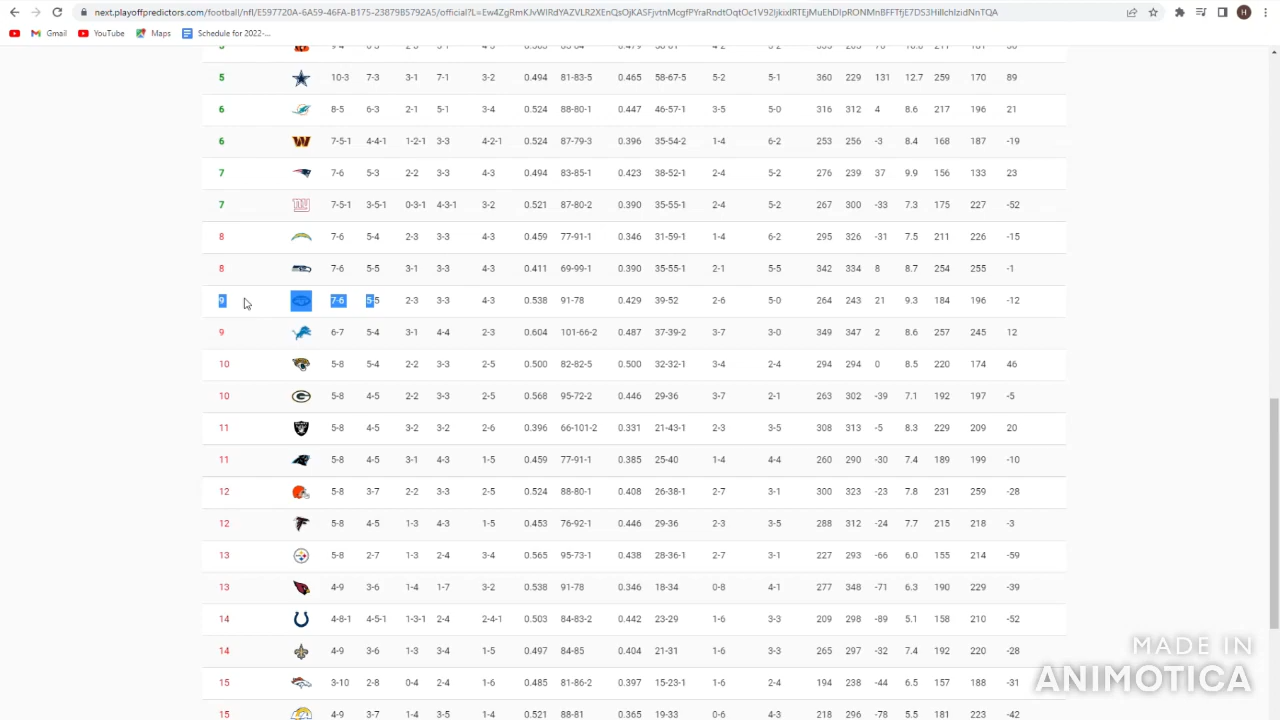 next.playoffpredictors.com/football/nfl/E597720A-6A59-46FA-B175-23879B5792A5/official?L=
Gmail YouTube Maps Schedule for 2022-...
5 10-3 7-3 3-1 7-1 3-2 0.494 81-83-5 0.465 58-67-5 5-2 5-1 360 229 131 12.7 259 170 89
6 8-5 6-3 2-1 5-1 3-4 0.524 88-80-1 0.447 46-57-1 3-5 5-0 316 312 4 8.6 217 196 21
6 7-5-1 4-4-1 1-2-1 3-3 4-2-1 0.524 87-79-3 0.396 35-54-2 1-4 6-2 253 256 -3 8.4 168 187 -19
7 7-6 5-3 2-2 3-3 4-3 0.494 83-85-1 0.423 38-52-1 2-4 5-2 276 239 37 9.9 156 133 23
7 7-5-1 3-5-1 0-3-1 4-3-1 3-2 0.521 87-80-2 0.390 35-55-1 2-4 5-2 267 300 -33 7.3 175 227 -52
8 7-6 5-4 2-3 3-3 4-3 0.459 77-91-1 0.346 31-59-1 1-4 6-2 295 326 -31 7.5 211 226 -15
8 7-6 5-5 3-1 3-3 4-3 0.411 69-99-1 0.390 35-55-1 2-1 5-5 342 334 8 8.7 254 255 -1
9 7-6 5-5 2-3 3-3 4-3 0.538 91-78 0.429 39-52 2-6 5-0 264 243 21 9.3 184 196 -12
9 6-7 5-4 3-1 4-4 2-3 0.604 101-66-2 0.487 37-39-2 3-7 3-0 349 347 2 8.6 257 245 12
10 5-8 5-4 2-2 3-3 2-5 0.500 82-82-5 0.500 32-32-1 3-4 2-4 294 294 0 8.5 220 174 46
10 5-8 4-5 2-2 3-3 2-5 0.568 95-72-2 0.446 29-36 3-7 2-1 263 302 -39 7.1 192 197 -5
11 5-8 4-5 3-2 3-2 2-6 0.396 66-101-2 0.331 21-43-1 2-3 3-5 308 313 -5 8.3 229 209 20
11 5-8 4-5 3-1 4-3 1-5 0.459 77-91-1 0.385 25-40 1-4 4-4 260 290 -30 7.4 189 199 -10
12 5-8 3-7 2-2 3-3 2-5 0.524 88-80-1 0.408 26-38-1 2-7 3-1 300 323 -23 7.8 231 259 -28
12 5-8 4-5 1-3 4-3 1-5 0.453 76-92-1 0.446 29-36 2-3 3-5 288 312 -24 7.7 215 218 -3
13 5-8 2-7 1-3 2-4 3-4 0.565 95-73-1 0.438 28-36-1 2-7 3-1 227 293 -66 6.0 155 214 -59
13 4-9 3-6 1-4 1-7 3-2 0.538 91-78 0.346 18-34 0-8 4-1 277 348 -71 6.3 190 229 -39
14 4-8-1 4-5-1 1-3-1 2-4 2-4-1 0.503 84-83-2 0.442 23-29 1-6 3-3 209 298 -89 5.1 158 210 -52
14 4-9 3-6 1-3 3-4 1-5 0.497 84-85 0.404 21-31 1-6 3-3 265 297 -32 7.4 192 220 -28
15 3-10 2-8 0-4 2-4 1-6 0.485 81-86-2 0.397 15-23-1 1-6 2-4 194 238 -44 6.5 157 188 -31
15 4-9 3-7 1-4 3-5 1-4 0.521 88-81 0.365 19-33 0-6 4-3 218 296 -78 5.5 181 223 -42
MADE IN
ANIMOTICA